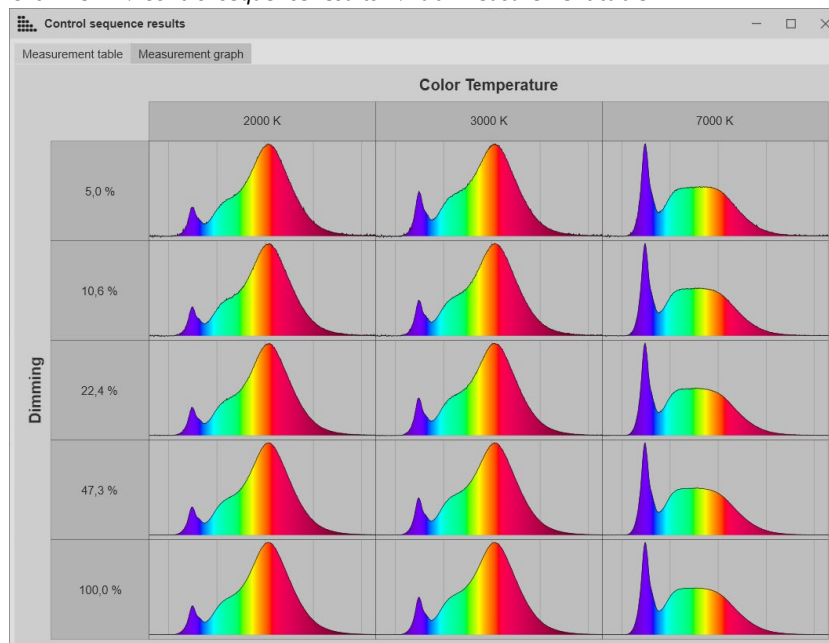 Control sequence results
Measurement table Measurement graph
Color Temperature
2000 K 3000 K 7000 K
Dimming
5,0 %
10,6 %
22,4 %
47,3 %
100,0 %